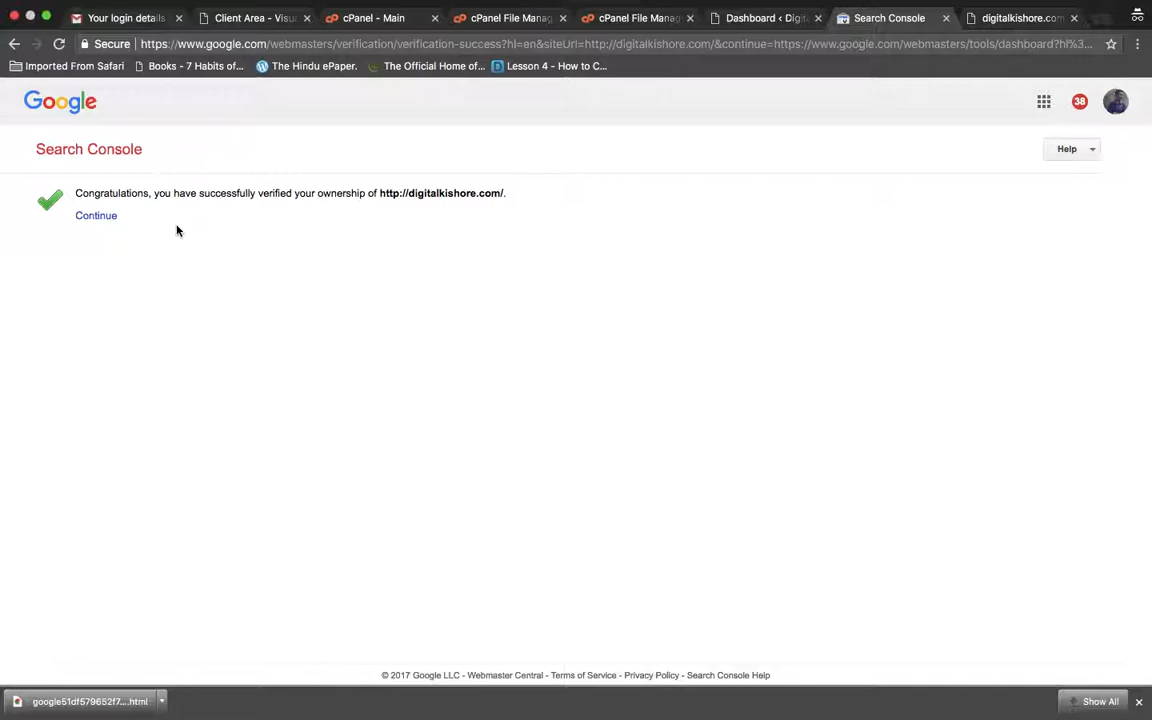 Your login details
Client Area - Visua
cPanel - Main
cPanel File Manag
cPanel File Manag
Dashboard ‹ Digit
Search Console
digitalkishore.com
Secure https://www.google.com/webmasters/verification/verification-success?hl=en&siteUrl=http://digitalkishore.com/&continue=https://www.google.com/webmasters/tools/dashboard?hl%3...
Imported From Safari
Books - 7 Habits of...
The Hindu ePaper.
The Official Home of...
Lesson 4 - How to C...
Google
38
Search Console
Help
Congratulations, you have successfully verified your ownership of http://digitalkishore.com/.
Continue
© 2017 Google LLC - Webmaster Central - Terms of Service - Privacy Policy - Search Console Help
google51df579652f7....html
Show All